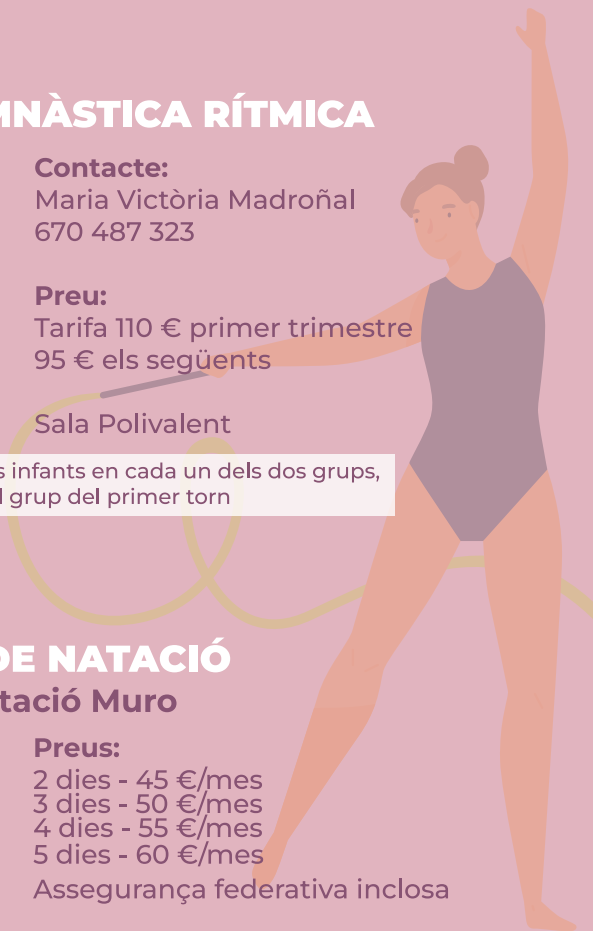 MNÀSTICA RÍTMICA
Contacte:
Maria Victòria Madroñal
670 487 323
Preu:
Tarifa 110 € primer trimestre
95 € els següents
Sala Polivalent
s infants en cada un dels dos grups,
l grup del primer torn
DE NATACIÓ
tació Muro
Preus:
2 dies - 45 €/mes
3 dies - 50 €/mes
4 dies - 55 €/mes
5 dies - 60 €/mes
Assegurança federativa inclosa